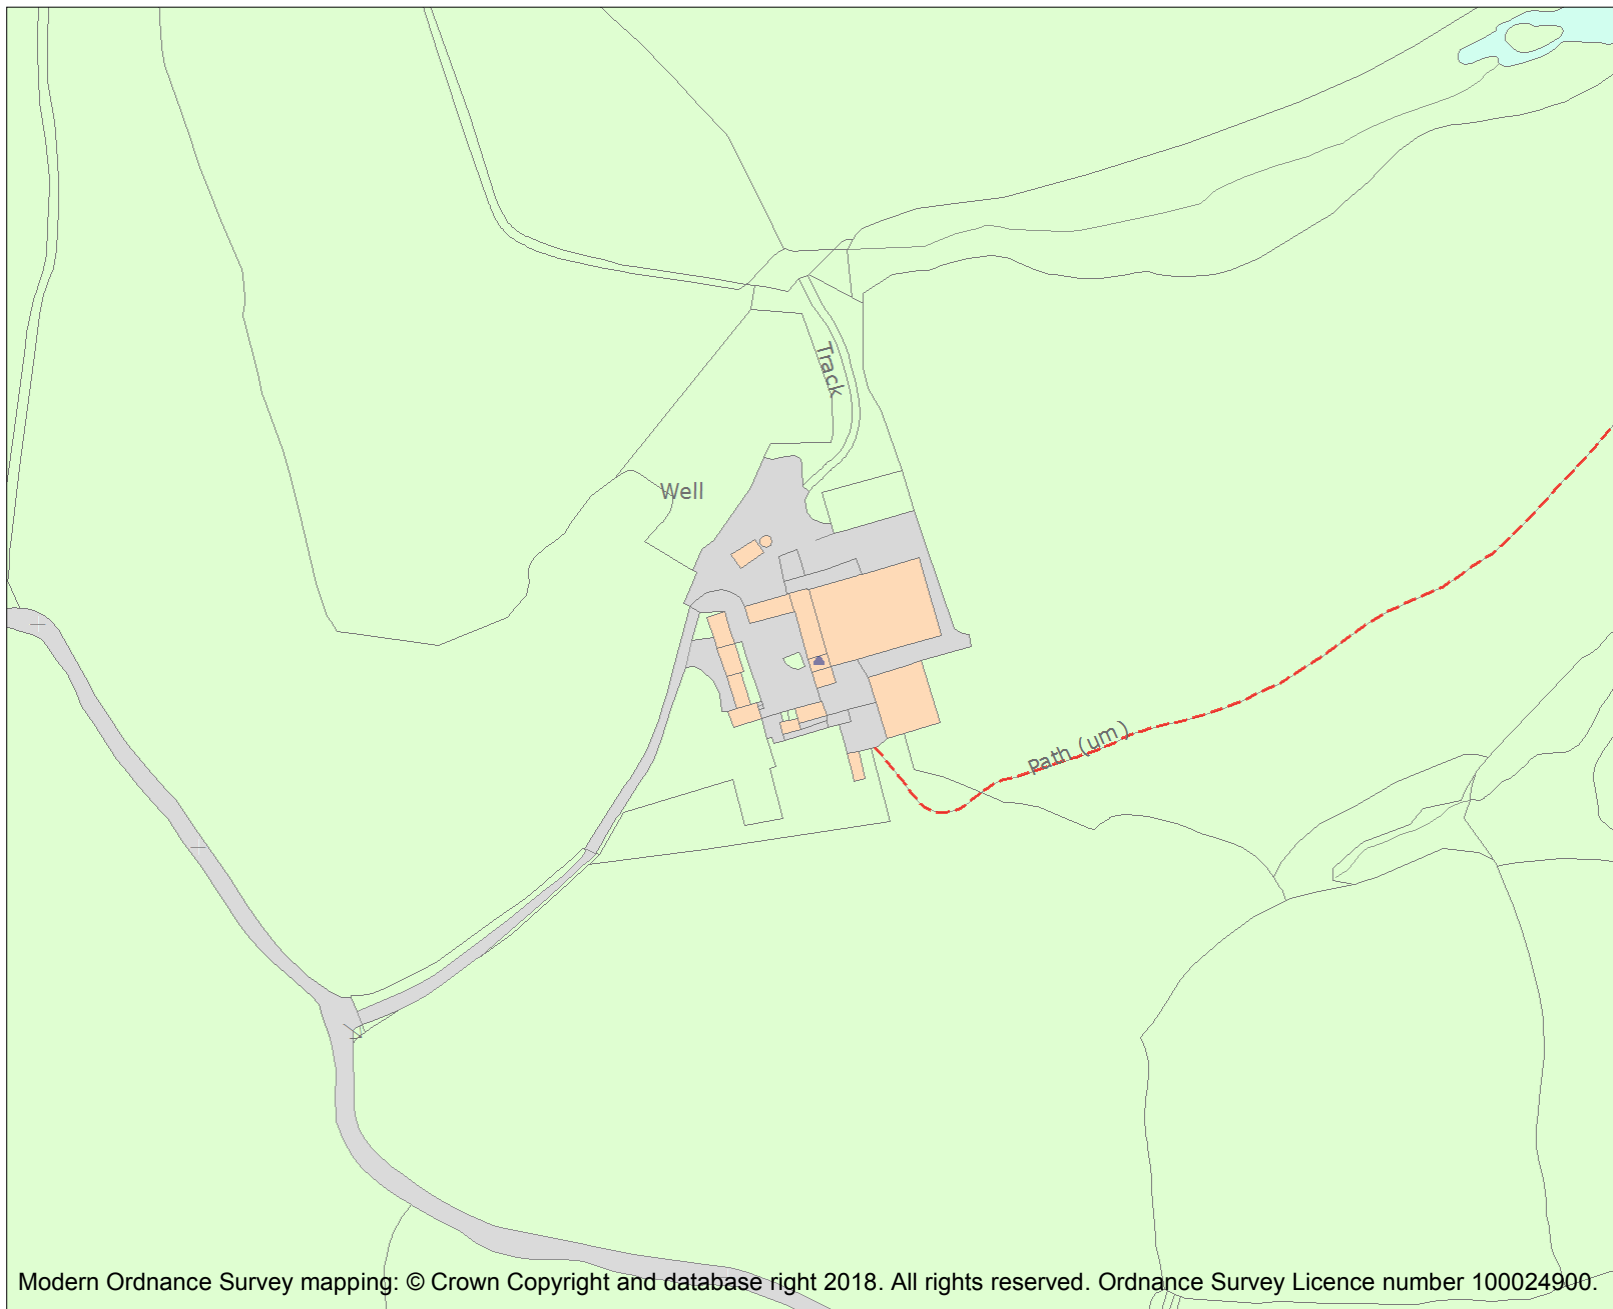 Track
Well
Path (um)
Modern Ordnance Survey mapping: © Crown Copyright and database right 2018. All rights reserved. Ordnance Survey Licence number 100024900.